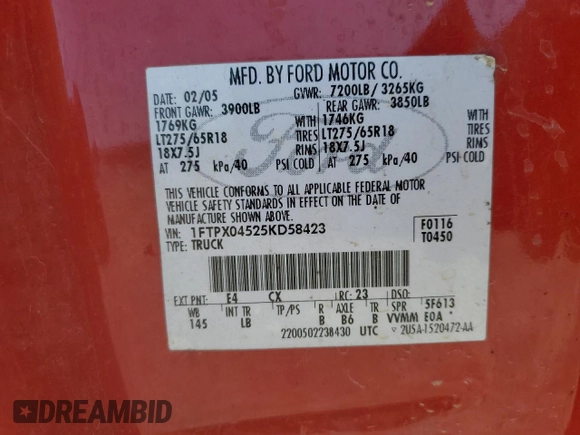 MFD. BY FORD MOTOR CO.
DATE: 02/05 GVWR: 7200LB/ 3265KG
FRONT GAWR: 3900LB REAR GAWR: 3850LB
1769KG WITH 1746KG WITH
LT275/65R18 TIRES LT275/65R18 TIRES
18X7.5J RIMS 18X7.5J RIMS
AT 275 kPa/40 PSI COLD AT 275 kPa/40 PSI COLD
THIS VEHICLE CONFORMS TO ALL APPLICABLE FEDERAL MOTOR
VEHICLE SAFETY STANDARDS IN EFFECT ON THE DATE OF
MANUFACTURE SHOWN ABOVE.
VIN: 1FTPX04525KD58423 F0116
TYPE: TRUCK T0450
EXT PNT: E4 CX RC: 23 DSO:
WB INT TR TP/PS R AXLE TR SPR 5F613
145 LB B B6 B VVMM EOA
2200502238430 UTC 2U5A-1520472-AA
Ford
DREAMBID